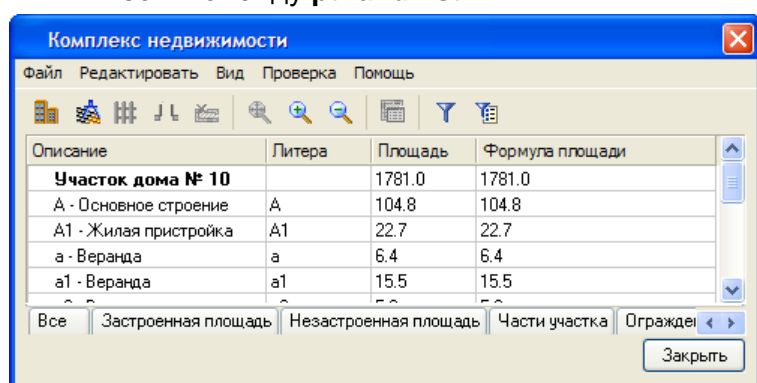 Комплекс недвижимости
Файл Редактировать Вид Проверка Помощь
Описание Литера Площадь Формула площади
Участок дома № 10 1781.0 1781.0
А - Основное строение А 104.8 104.8
А1 - Жилая пристройка А1 22.7 22.7
а - Веранда а 6.4 6.4
а1 - Веранда а1 15.5 15.5
Все Застроенная площадь Незастроенная площадь Части участка
Закрыть